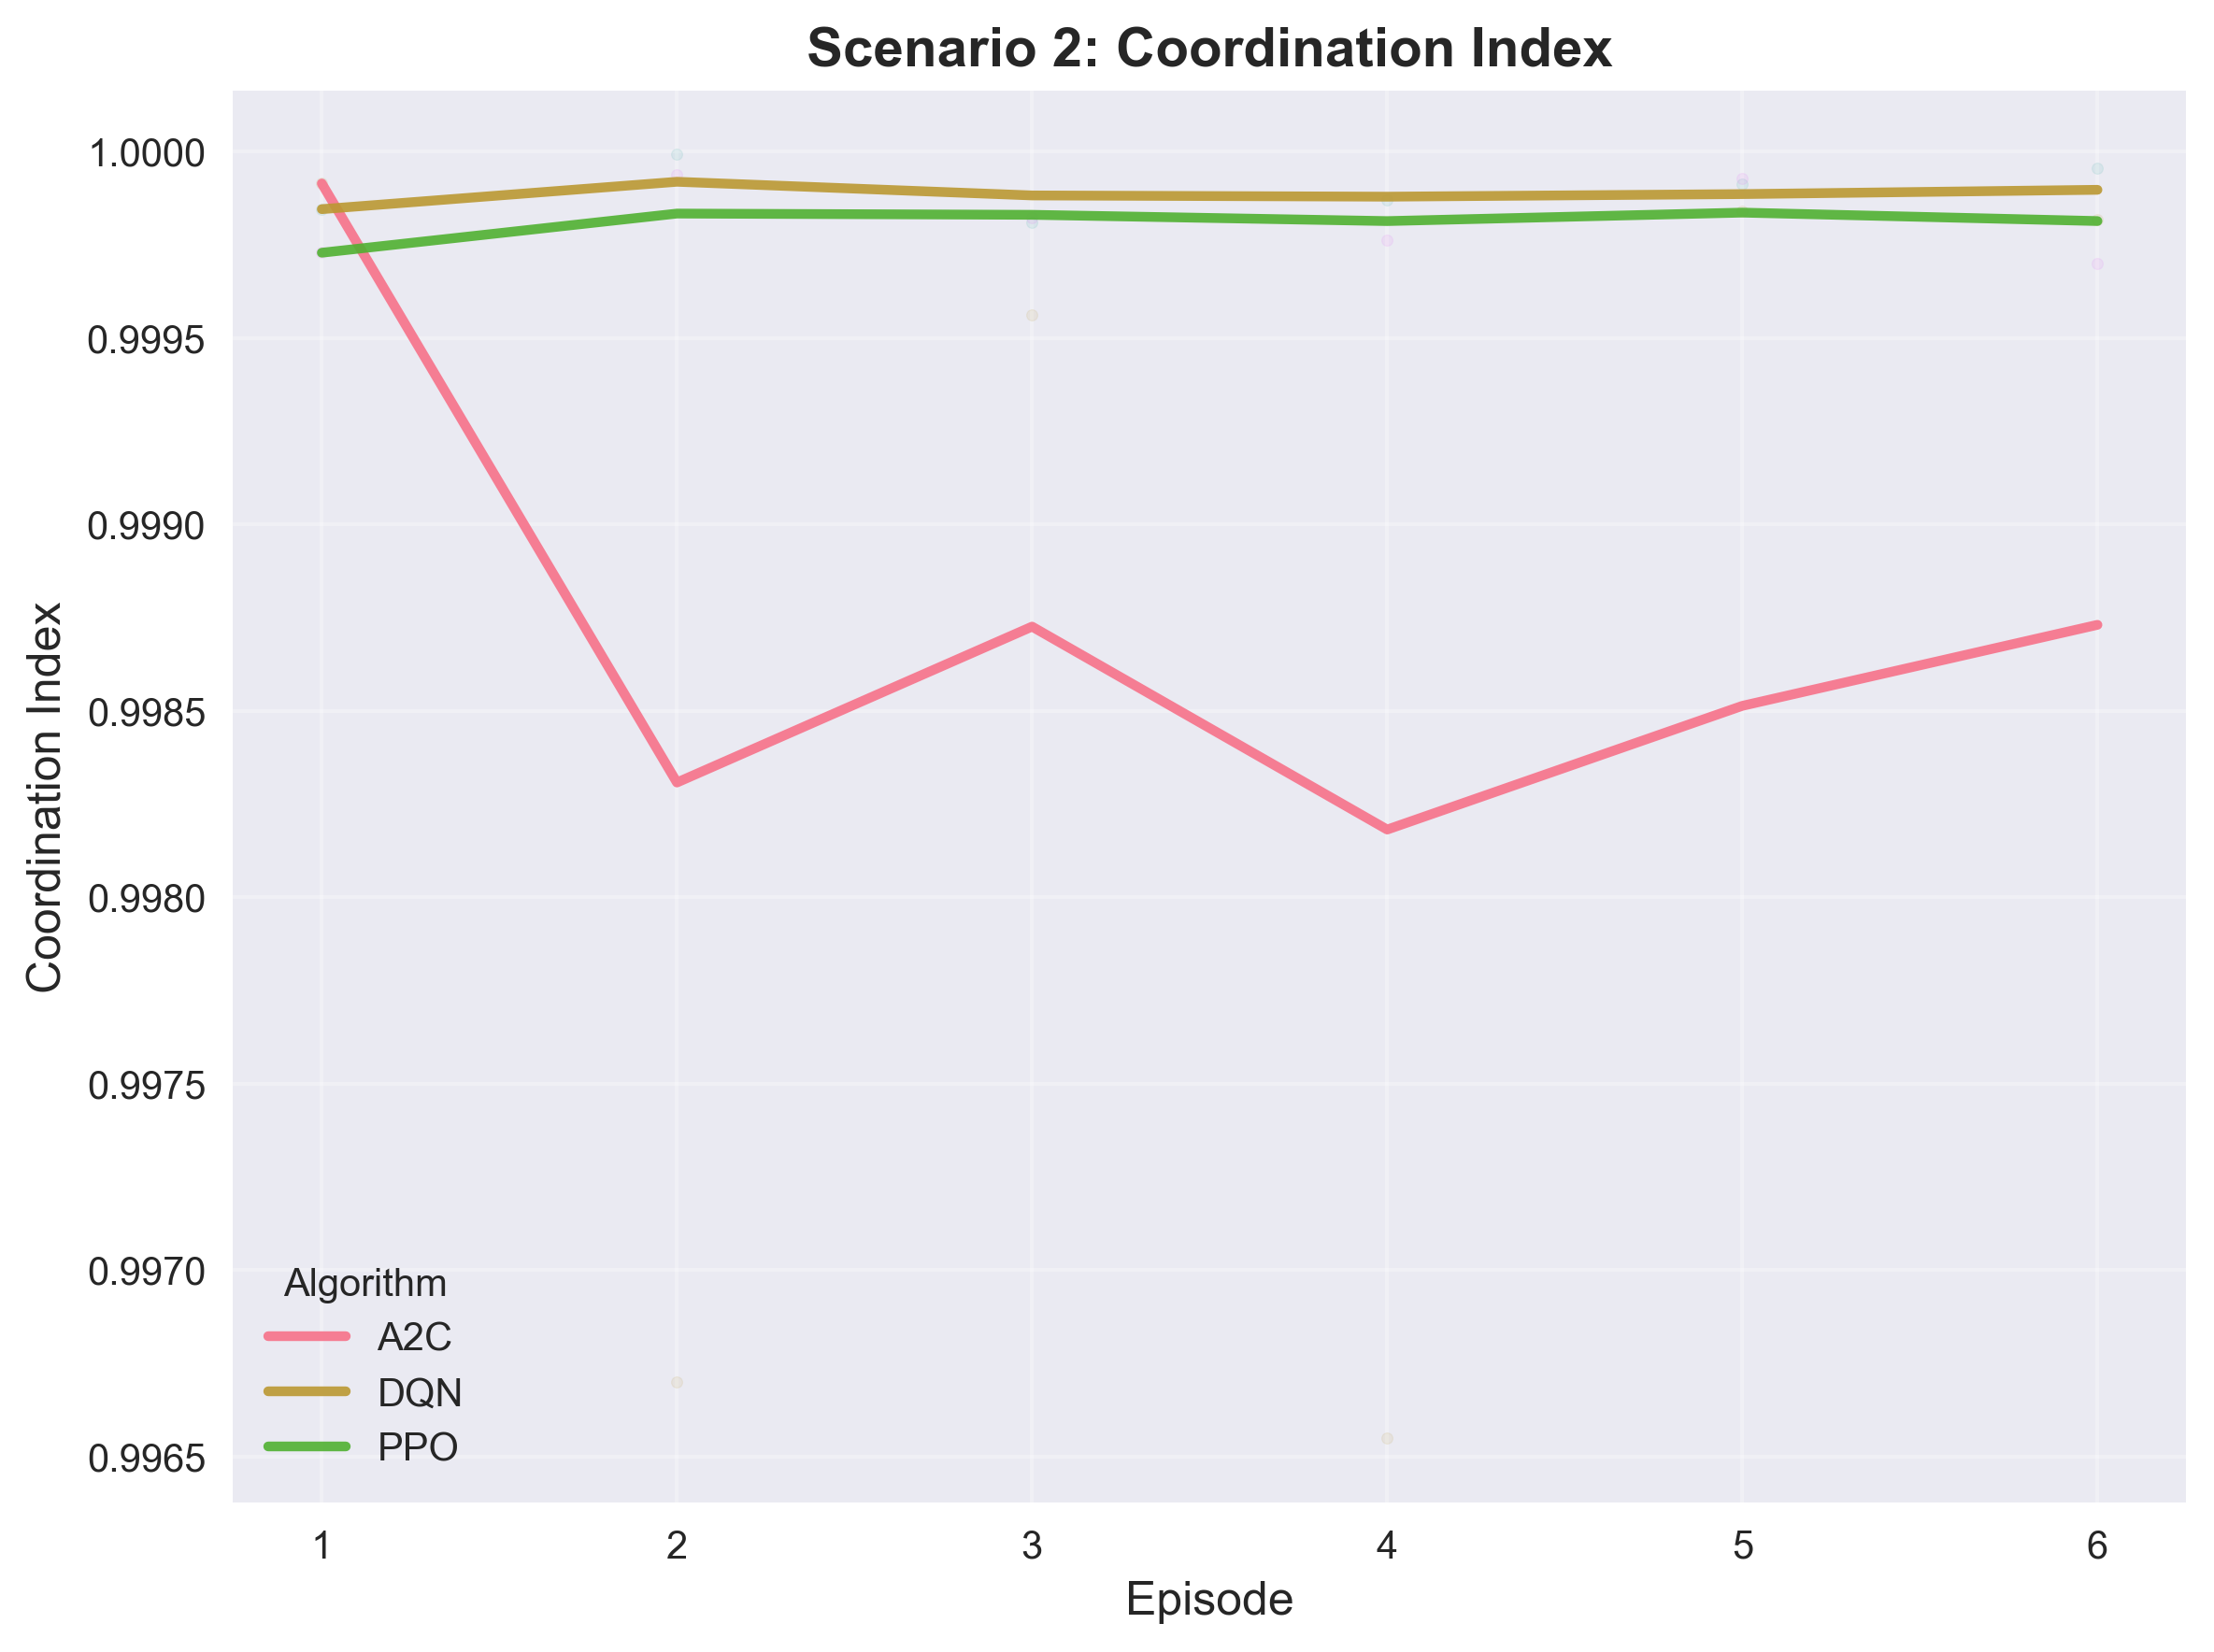 Scenario 2: Coordination Index
Coordination Index
1.0000
0.9995
0.9990
0.9985
0.9980
0.9975
0.9970
0.9965
Algorithm
A2C
DQN
PPO
1 2 3 4 5 6
Episode